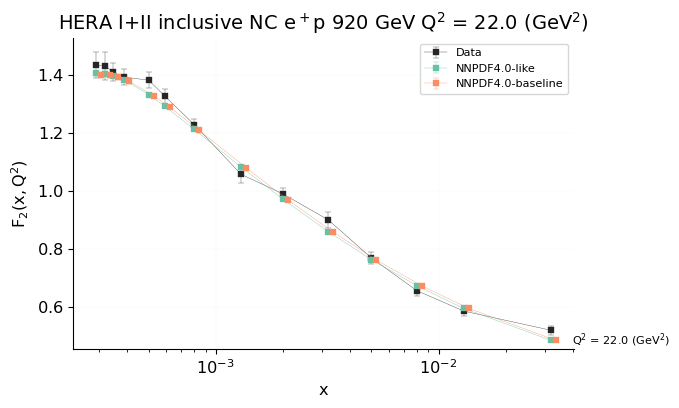 HERA I+II inclusive NC e⁺p 920 GeV Q² = 22.0 (GeV²)
Data
NNPDF4.0-like
NNPDF4.0-baseline
F₂(x, Q²)
1.4
1.2
1.0
0.8
0.6
Q² = 22.0 (GeV²)
10⁻³
10⁻²
x